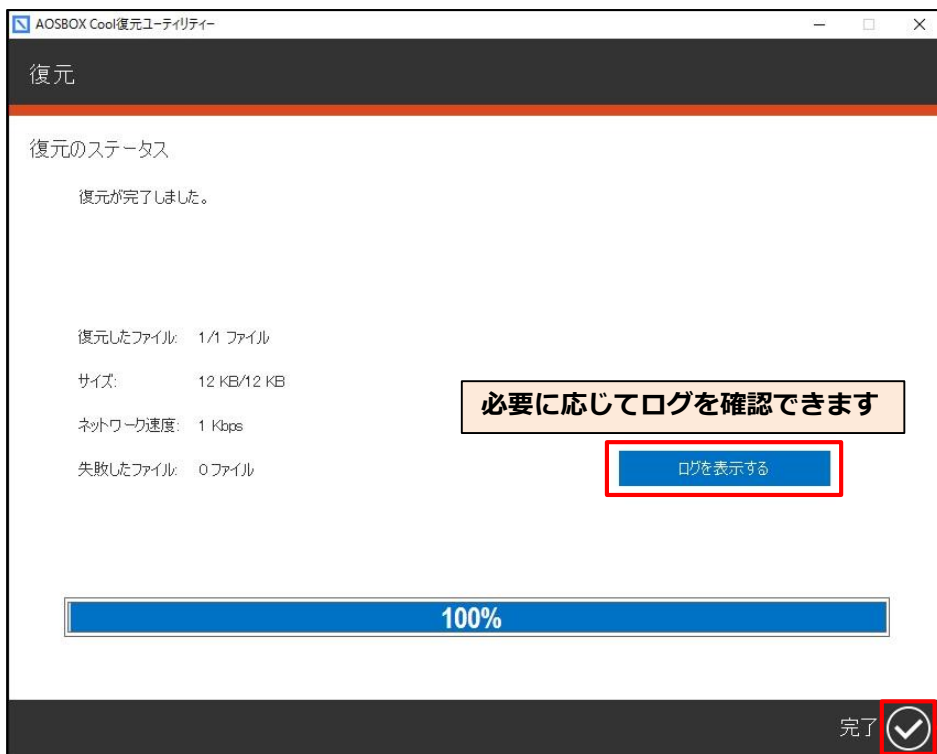 AOSBOX Cool復元ユーティリティー
復元
復元のステータス
復元が完了しました。
復元したファイル: 1/1 ファイル
サイズ: 12 KB/12 KB
必要に応じてログを確認できます
ネットワーク速度: 1 Kbps
失敗したファイル: 0 ファイル
ログを表示する
100%
完了